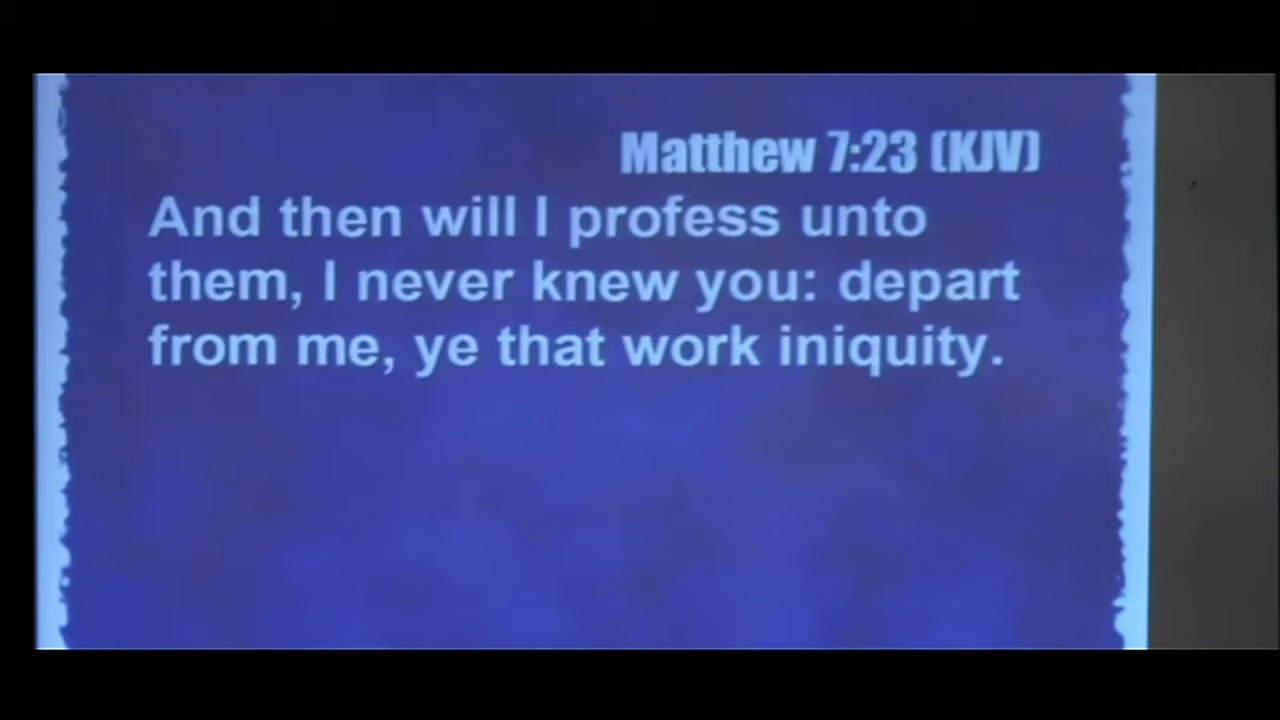 Matthew 7:23 (KJV)
And then will I profess unto
them, I never knew you: depart
from me, ye that work iniquity.